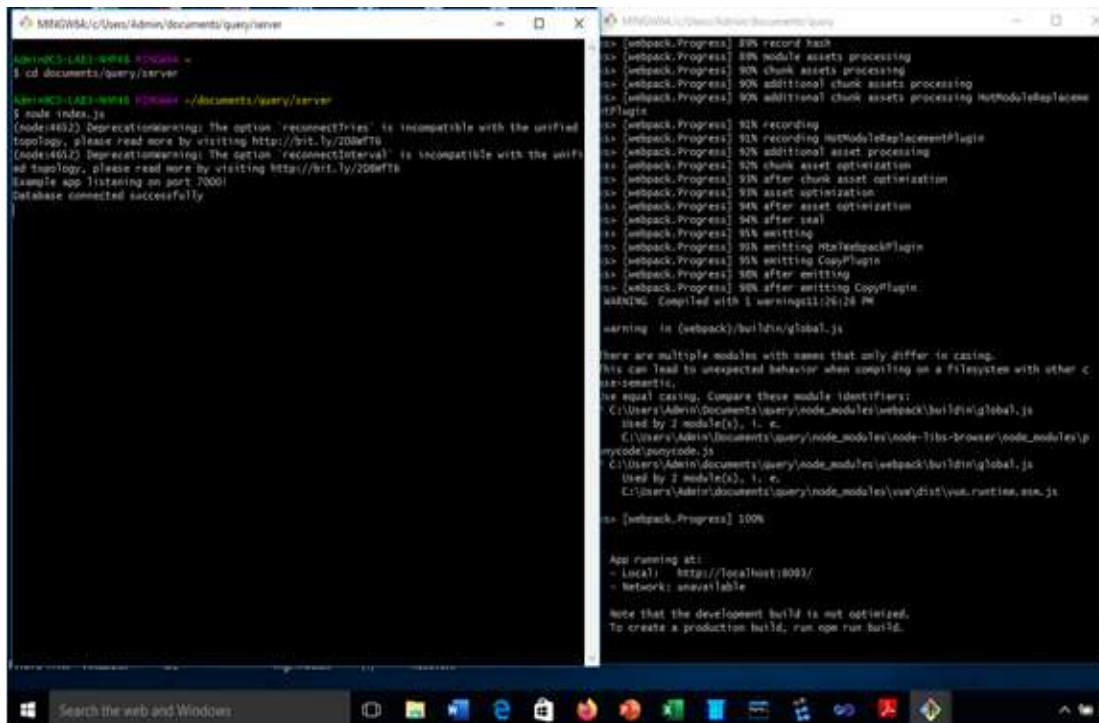 MINGW64:/c/Users/Admin/documents/query/server
$ cd documents/query/server
~/documents/query/server
$ node index.js
(node:4652) DeprecationWarning: The option `reconnectTries` is incompatible with the unified
topology, please read more by visiting http://bit.ly/2D8WfT6
(node:4652) DeprecationWarning: The option `reconnectInterval` is incompatible with the unifi
ed topology, please read more by visiting http://bit.ly/2D8WfT6
Example app listening on port 7000!
Database connected successfully
MINGW64:/c/Users/Admin/documents/query
s> [webpack.Progress] 89% record hash
s> [webpack.Progress] 89% module assets processing
s> [webpack.Progress] 90% chunk assets processing
s> [webpack.Progress] 90% additional chunk assets processing
s> [webpack.Progress] 90% additional chunk assets processing HotModuleReplaceme
ntPlugin
s> [webpack.Progress] 91% recording
s> [webpack.Progress] 91% recording HotModuleReplacementPlugin
s> [webpack.Progress] 92% additional asset processing
s> [webpack.Progress] 92% chunk asset optimization
s> [webpack.Progress] 93% after chunk asset optimization
s> [webpack.Progress] 93% asset optimization
s> [webpack.Progress] 94% after asset optimization
s> [webpack.Progress] 94% after seal
s> [webpack.Progress] 95% emitting
s> [webpack.Progress] 95% emitting HtmlWebpackPlugin
s> [webpack.Progress] 95% emitting CopyPlugin
s> [webpack.Progress] 98% after emitting
s> [webpack.Progress] 98% after emitting CopyPlugin
WARNING Compiled with 1 warnings11:26:28 PM
warning in (webpack)/buildin/global.js
There are multiple modules with names that only differ in casing.
This can lead to unexpected behavior when compiling on a filesystem with other c
ase-semantic.
Use equal casing. Compare these module identifiers:
C:\Users\Admin\Documents\query\node_modules\webpack\buildin\global.js
Used by 2 module(s), i. e.
C:\Users\Admin\Documents\query\node_modules\node-libs-browser\node_modules\p
unycode\punycode.js
C:\Users\Admin\documents\query\node_modules\webpack\buildin\global.js
Used by 2 module(s), i. e.
C:\Users\Admin\documents\query\node_modules\vue\dist\vue.runtime.esm.js
s> [webpack.Progress] 100%
App running at:
- Local: http://localhost:8083/
- Network: unavailable
Note that the development build is not optimized.
To create a production build, run npm run build.
Search the web and Windows